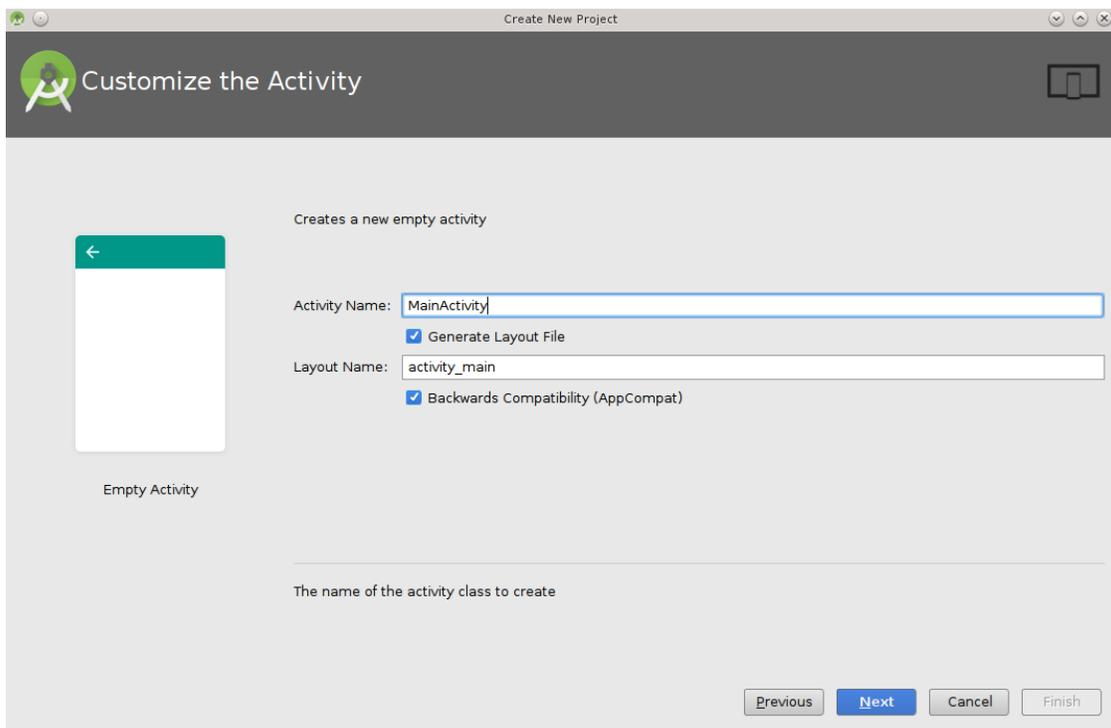 Create New Project
Customize the Activity
Creates a new empty activity
Activity Name: MainActivity
Generate Layout File
Layout Name: activity_main
Backwards Compatibility (AppCompat)
Empty Activity
The name of the activity class to create
Previous Next Cancel Finish